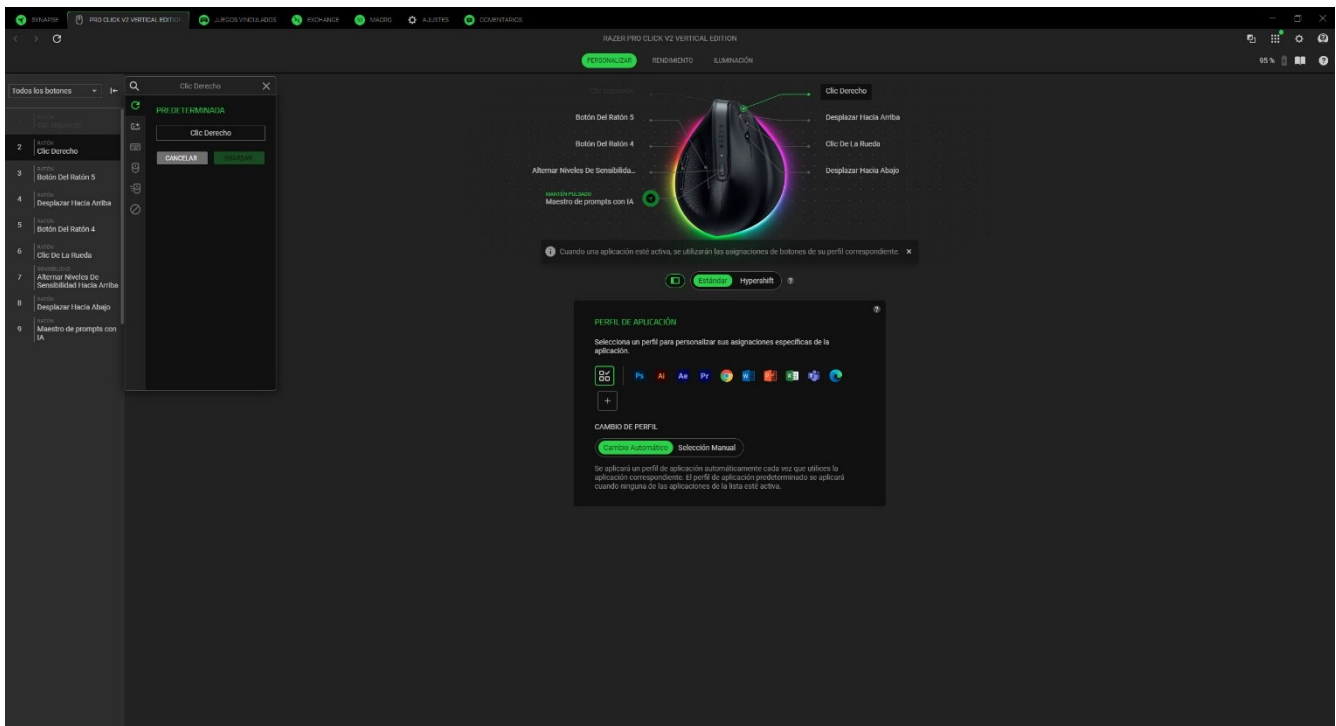 SYNAPSE
PRO CLICK V2 VERTICAL EDITION
JUEGOS VINCULADOS
EXCHANGE
MACRO
AJUSTES
COMENTARIOS
RAZER PRO CLICK V2 VERTICAL EDITION
PERSONALIZAR
RENDIMIENTO
ILUMINACIÓN
95 %
Todos los botones
Clic Derecho
PREDETERMINADA
Clic Derecho
CANCELAR
GUARDAR
1
RATÓN
Clic Izquierdo
2
RATÓN
Clic Derecho
3
RATÓN
Botón Del Ratón 5
4
RATÓN
Desplazar Hacia Arriba
5
RATÓN
Botón Del Ratón 4
6
RATÓN
Clic De La Rueda
7
SENSIBILIDAD
Alternar Niveles De
Sensibilidad Hacia Arriba
8
RATÓN
Desplazar Hacia Abajo
9
RATÓN
Maestro de prompts con
IA
Clic Izquierdo
Botón Del Ratón 5
Botón Del Ratón 4
Alternar Niveles De Sensibilida...
MANTÉN PULSADO
Maestro de prompts con IA
Clic Derecho
Desplazar Hacia Arriba
Clic De La Rueda
Desplazar Hacia Abajo
Cuando una aplicación esté activa, se utilizarán las asignaciones de botones de su perfil correspondiente.
Estándar
Hypershift
PERFIL DE APLICACIÓN
Selecciona un perfil para personalizar sus asignaciones específicas de la
aplicación.
Ps
Ai
Ae
Pr
CAMBIO DE PERFIL
Cambio Automático
Selección Manual
Se aplicará un perfil de aplicación automáticamente cada vez que utilices la
aplicación correspondiente. El perfil de aplicación predeterminado se aplicará
cuando ninguna de las aplicaciones de la lista esté activa.